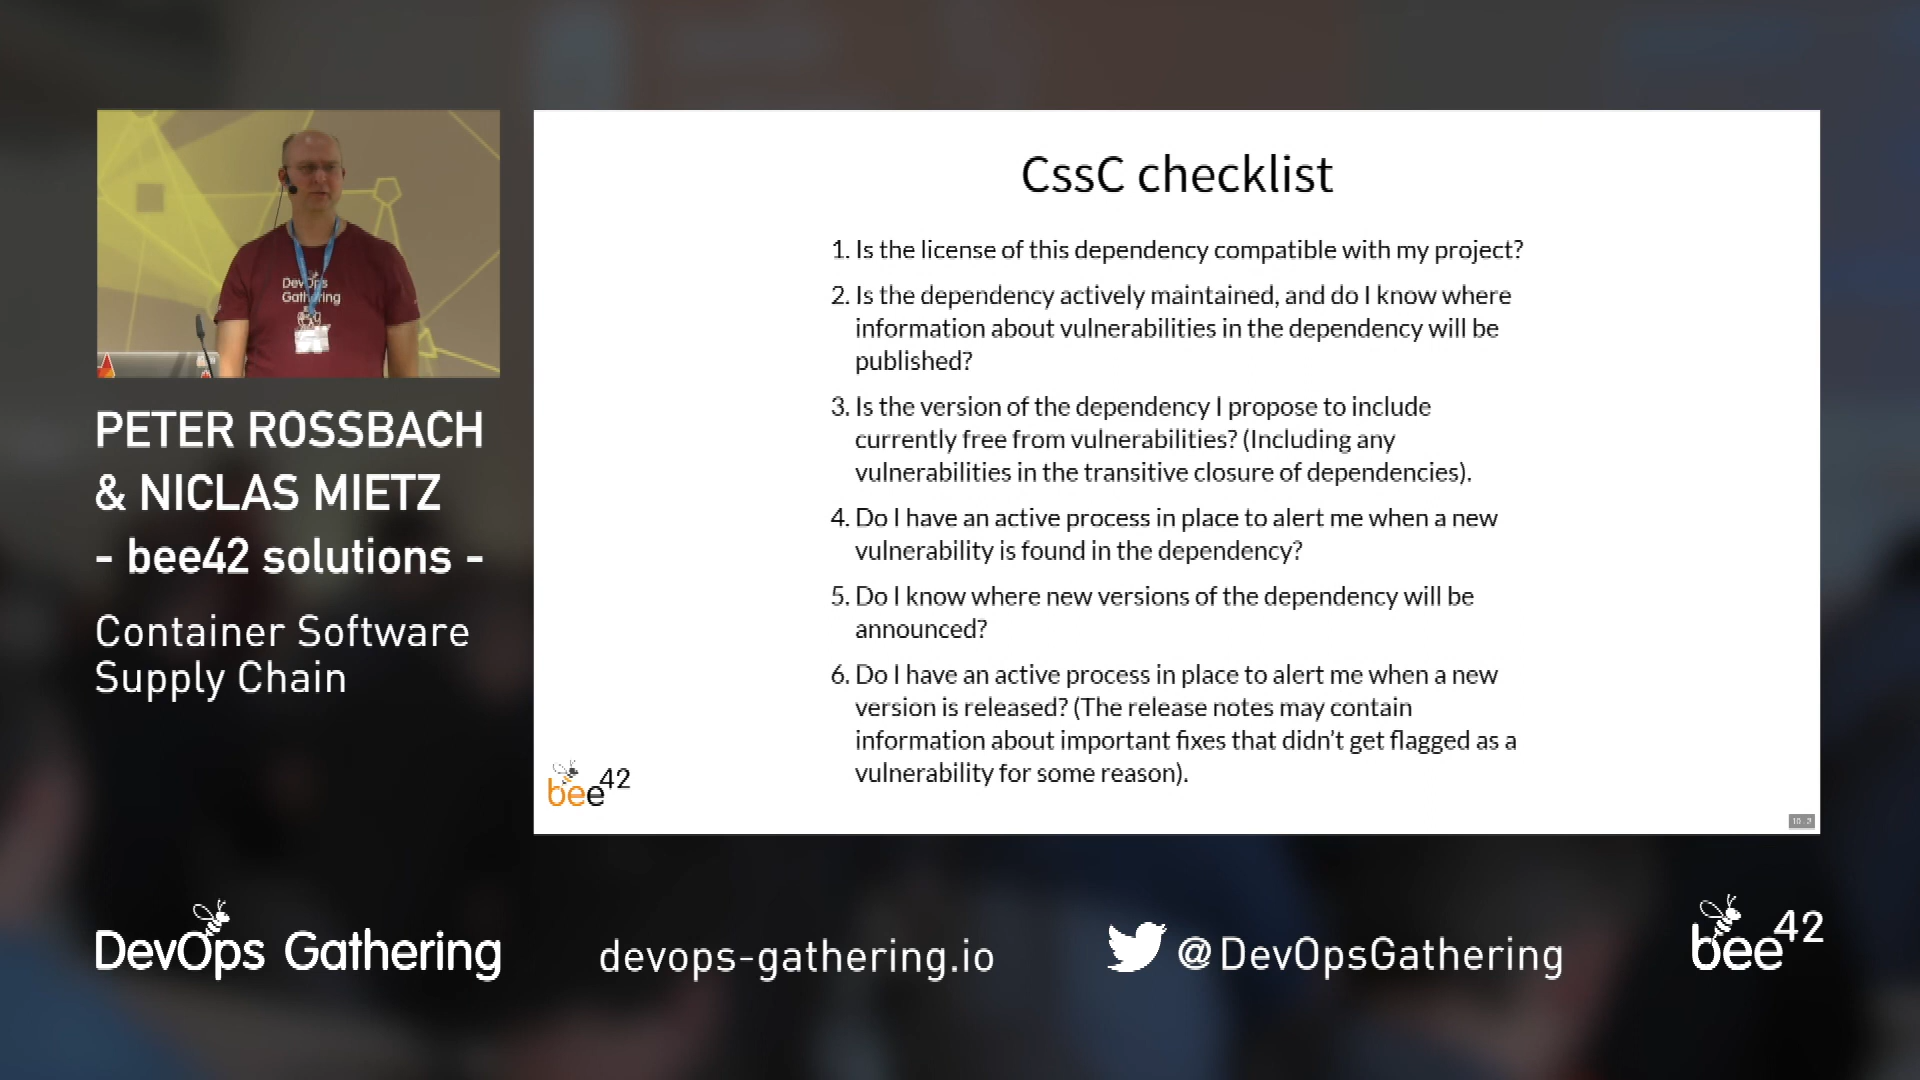 DevOps
Gathering
PETER ROSSBACH
& NICLAS MIETZ
- bee42 solutions -
Container Software
Supply Chain
CssC checklist
1. Is the license of this dependency compatible with my project?
2. Is the dependency actively maintained, and do I know where
information about vulnerabilities in the dependency will be
published?
3. Is the version of the dependency I propose to include
currently free from vulnerabilities? (Including any
vulnerabilities in the transitive closure of dependencies).
4. Do I have an active process in place to alert me when a new
vulnerability is found in the dependency?
5. Do I know where new versions of the dependency will be
announced?
6. Do I have an active process in place to alert me when a new
version is released? (The release notes may contain
information about important fixes that didn't get flagged as a
vulnerability for some reason).
bee42
10.2
DevOps Gathering
devops-gathering.io
@DevOpsGathering
bee42